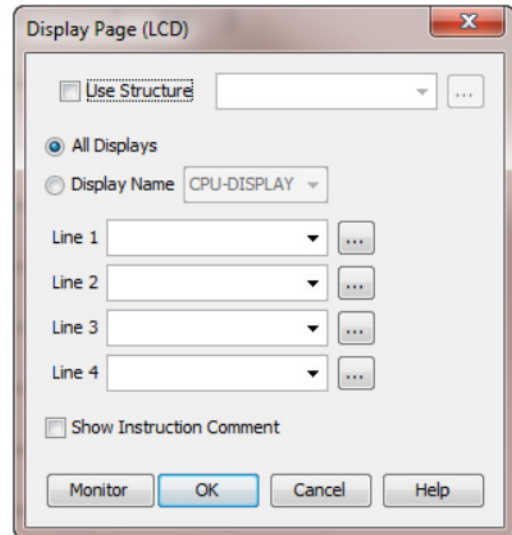 Display Page (LCD)
Use Structure
...
All Displays
Display Name CPU-DISPLAY
Line 1 ...
Line 2 ...
Line 3 ...
Line 4 ...
Show Instruction Comment
Monitor OK Cancel Help